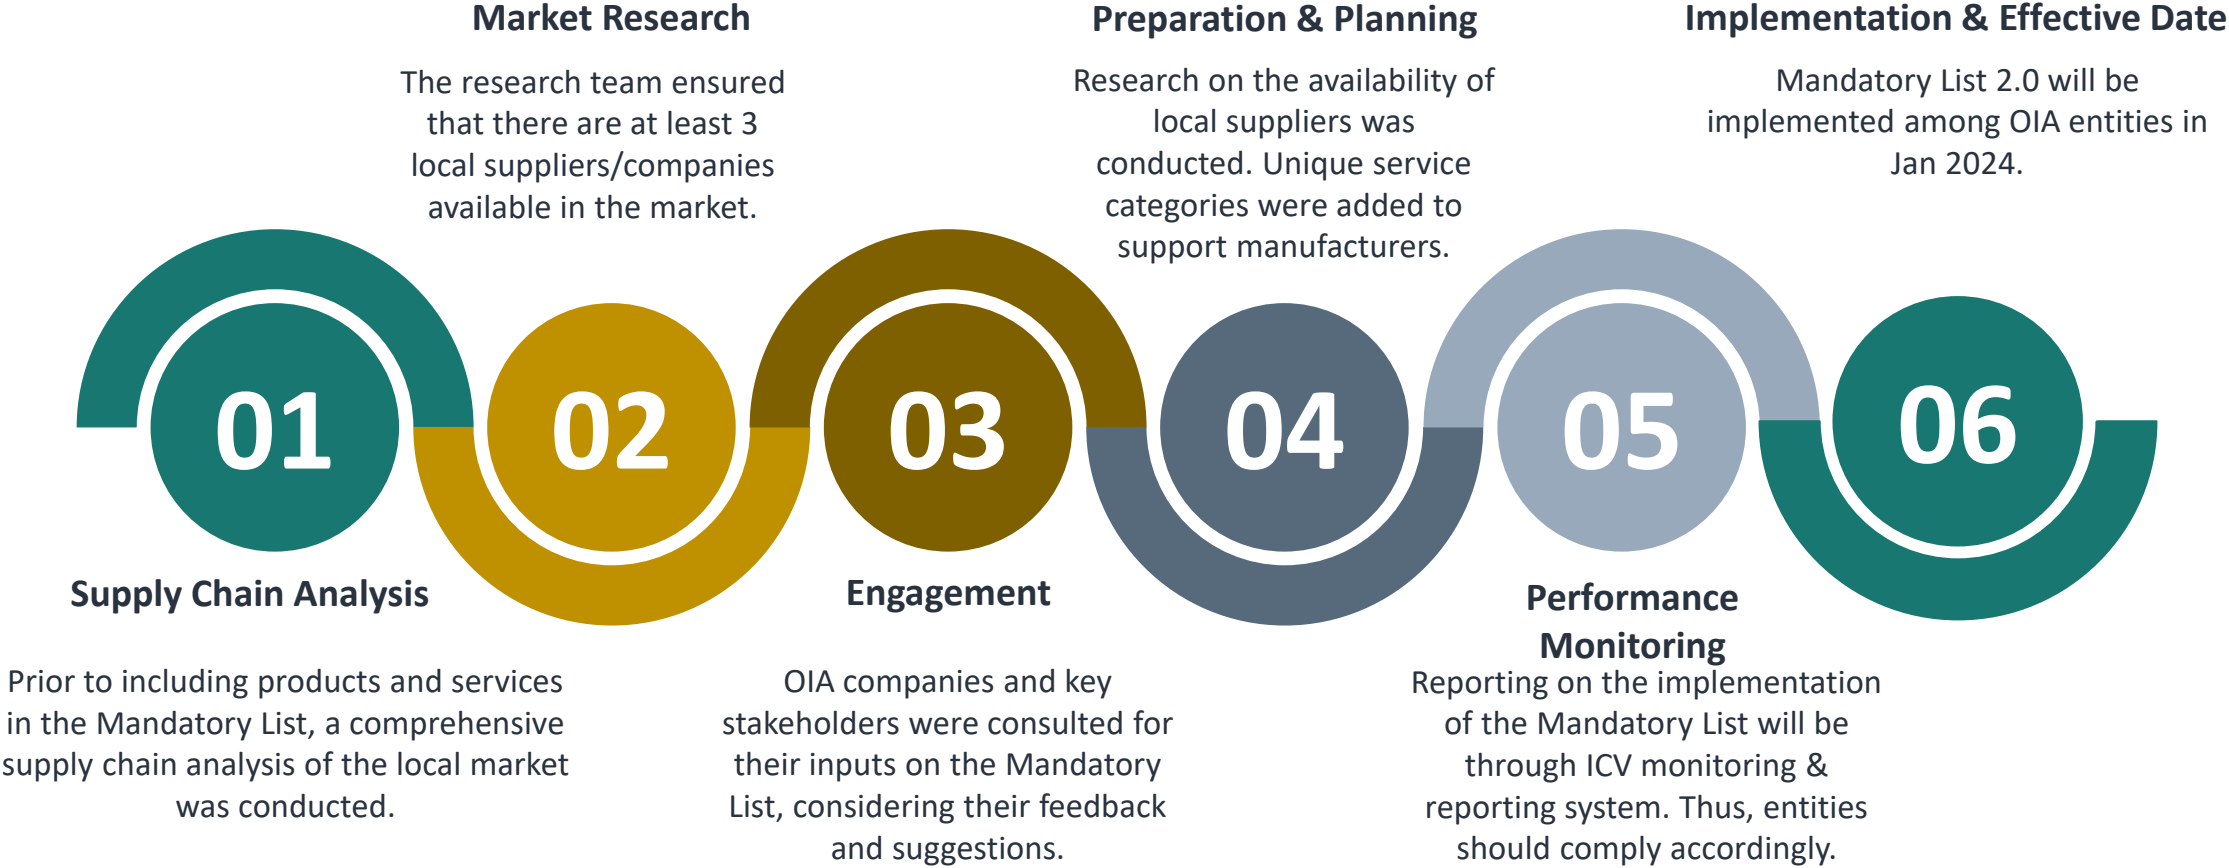 01
Supply Chain Analysis
Prior to including products and services
in the Mandatory List, a comprehensive
supply chain analysis of the local market
was conducted.
Market Research
The research team ensured
that there are at least 3
local suppliers/companies
available in the market.
02
03
Engagement
OIA companies and key
stakeholders were consulted for
their inputs on the Mandatory
List, considering their feedback
and suggestions.
Preparation & Planning
Research on the availability of
local suppliers was
conducted. Unique service
categories were added to
support manufacturers.
04
05
Performance
Monitoring
Reporting on the implementation
of the Mandatory List will be
through ICV monitoring &
reporting system. Thus, entities
should comply accordingly.
Implementation & Effective Date
Mandatory List 2.0 will be
implemented among OIA entities in
Jan 2024.
06